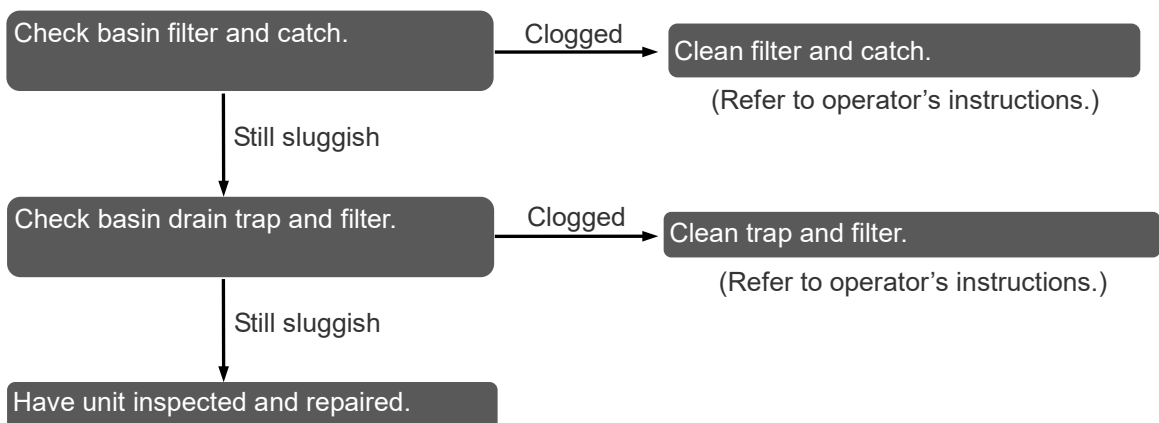 Check basin filter and catch.
Clogged
Clean filter and catch.
(Refer to operator’s instructions.)
Still sluggish
Check basin drain trap and filter.
Clogged
Clean trap and filter.
(Refer to operator’s instructions.)
Still sluggish
Have unit inspected and repaired.